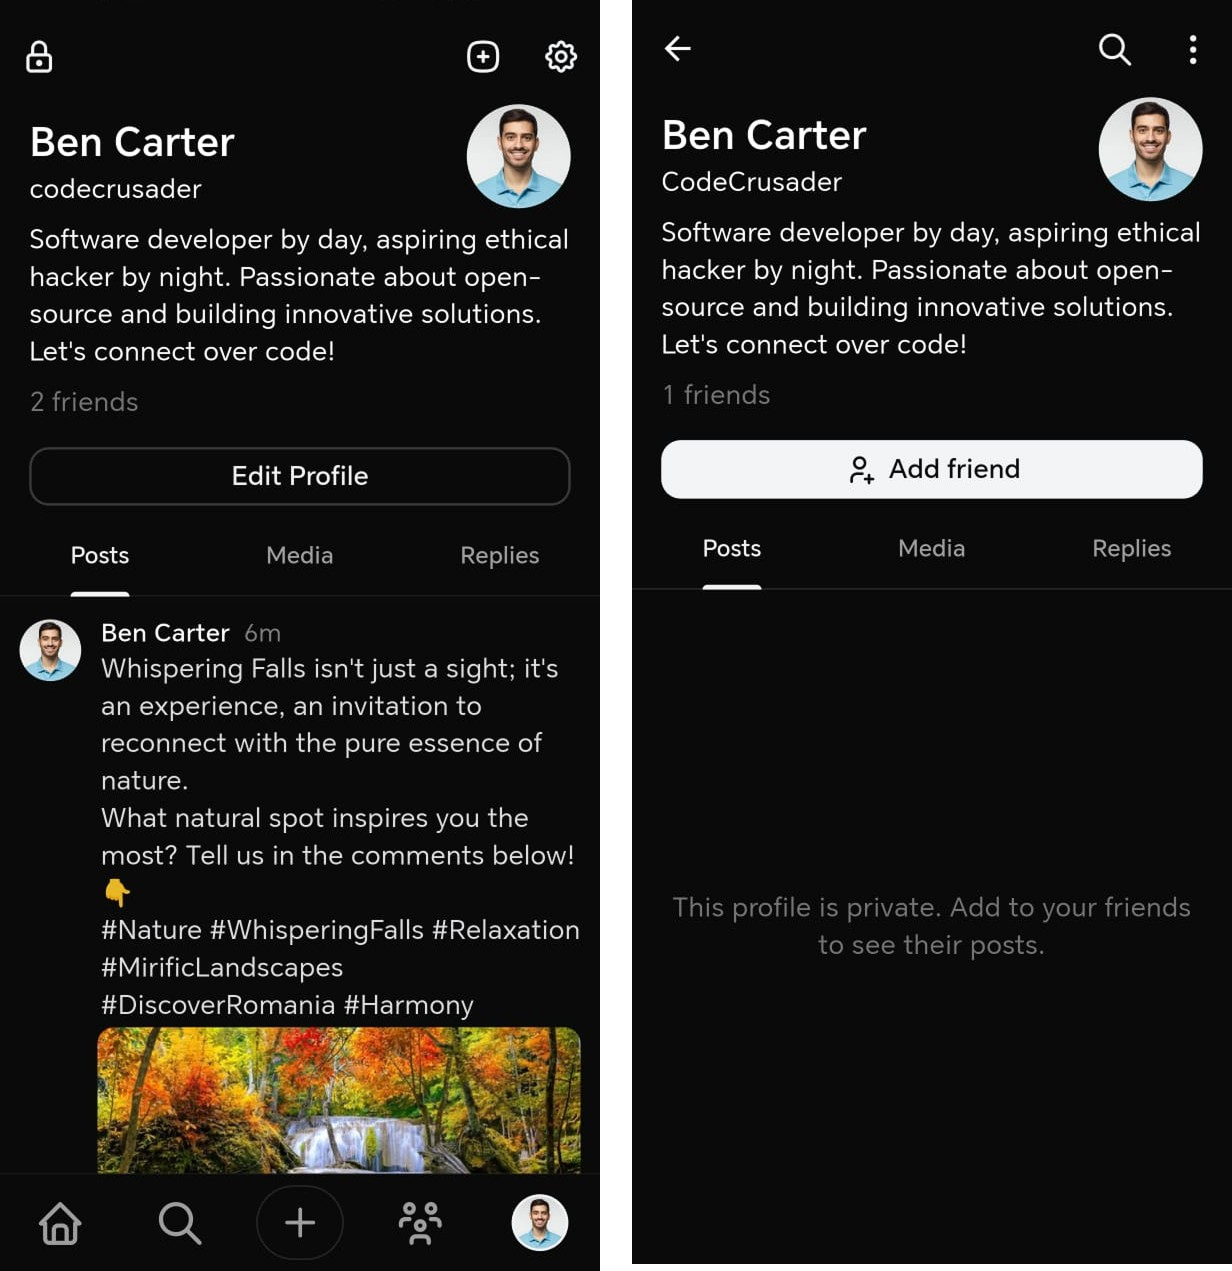 Ben Carter
codecrusader
Software developer by day, aspiring ethical
hacker by night. Passionate about open-
source and building innovative solutions.
Let's connect over code!
2 friends
Edit Profile
Posts Media Replies
Ben Carter 6m
Whispering Falls isn't just a sight; it's
an experience, an invitation to
reconnect with the pure essence of
nature.
What natural spot inspires you the
most? Tell us in the comments below!
👇
#Nature #WhisperingFalls #Relaxation
#MirificLandscapes
#DiscoverRomania #Harmony
Ben Carter
CodeCrusader
Software developer by day, aspiring ethical
hacker by night. Passionate about open-
source and building innovative solutions.
Let's connect over code!
1 friends
Add friend
Posts Media Replies
This profile is private. Add to your friends
to see their posts.